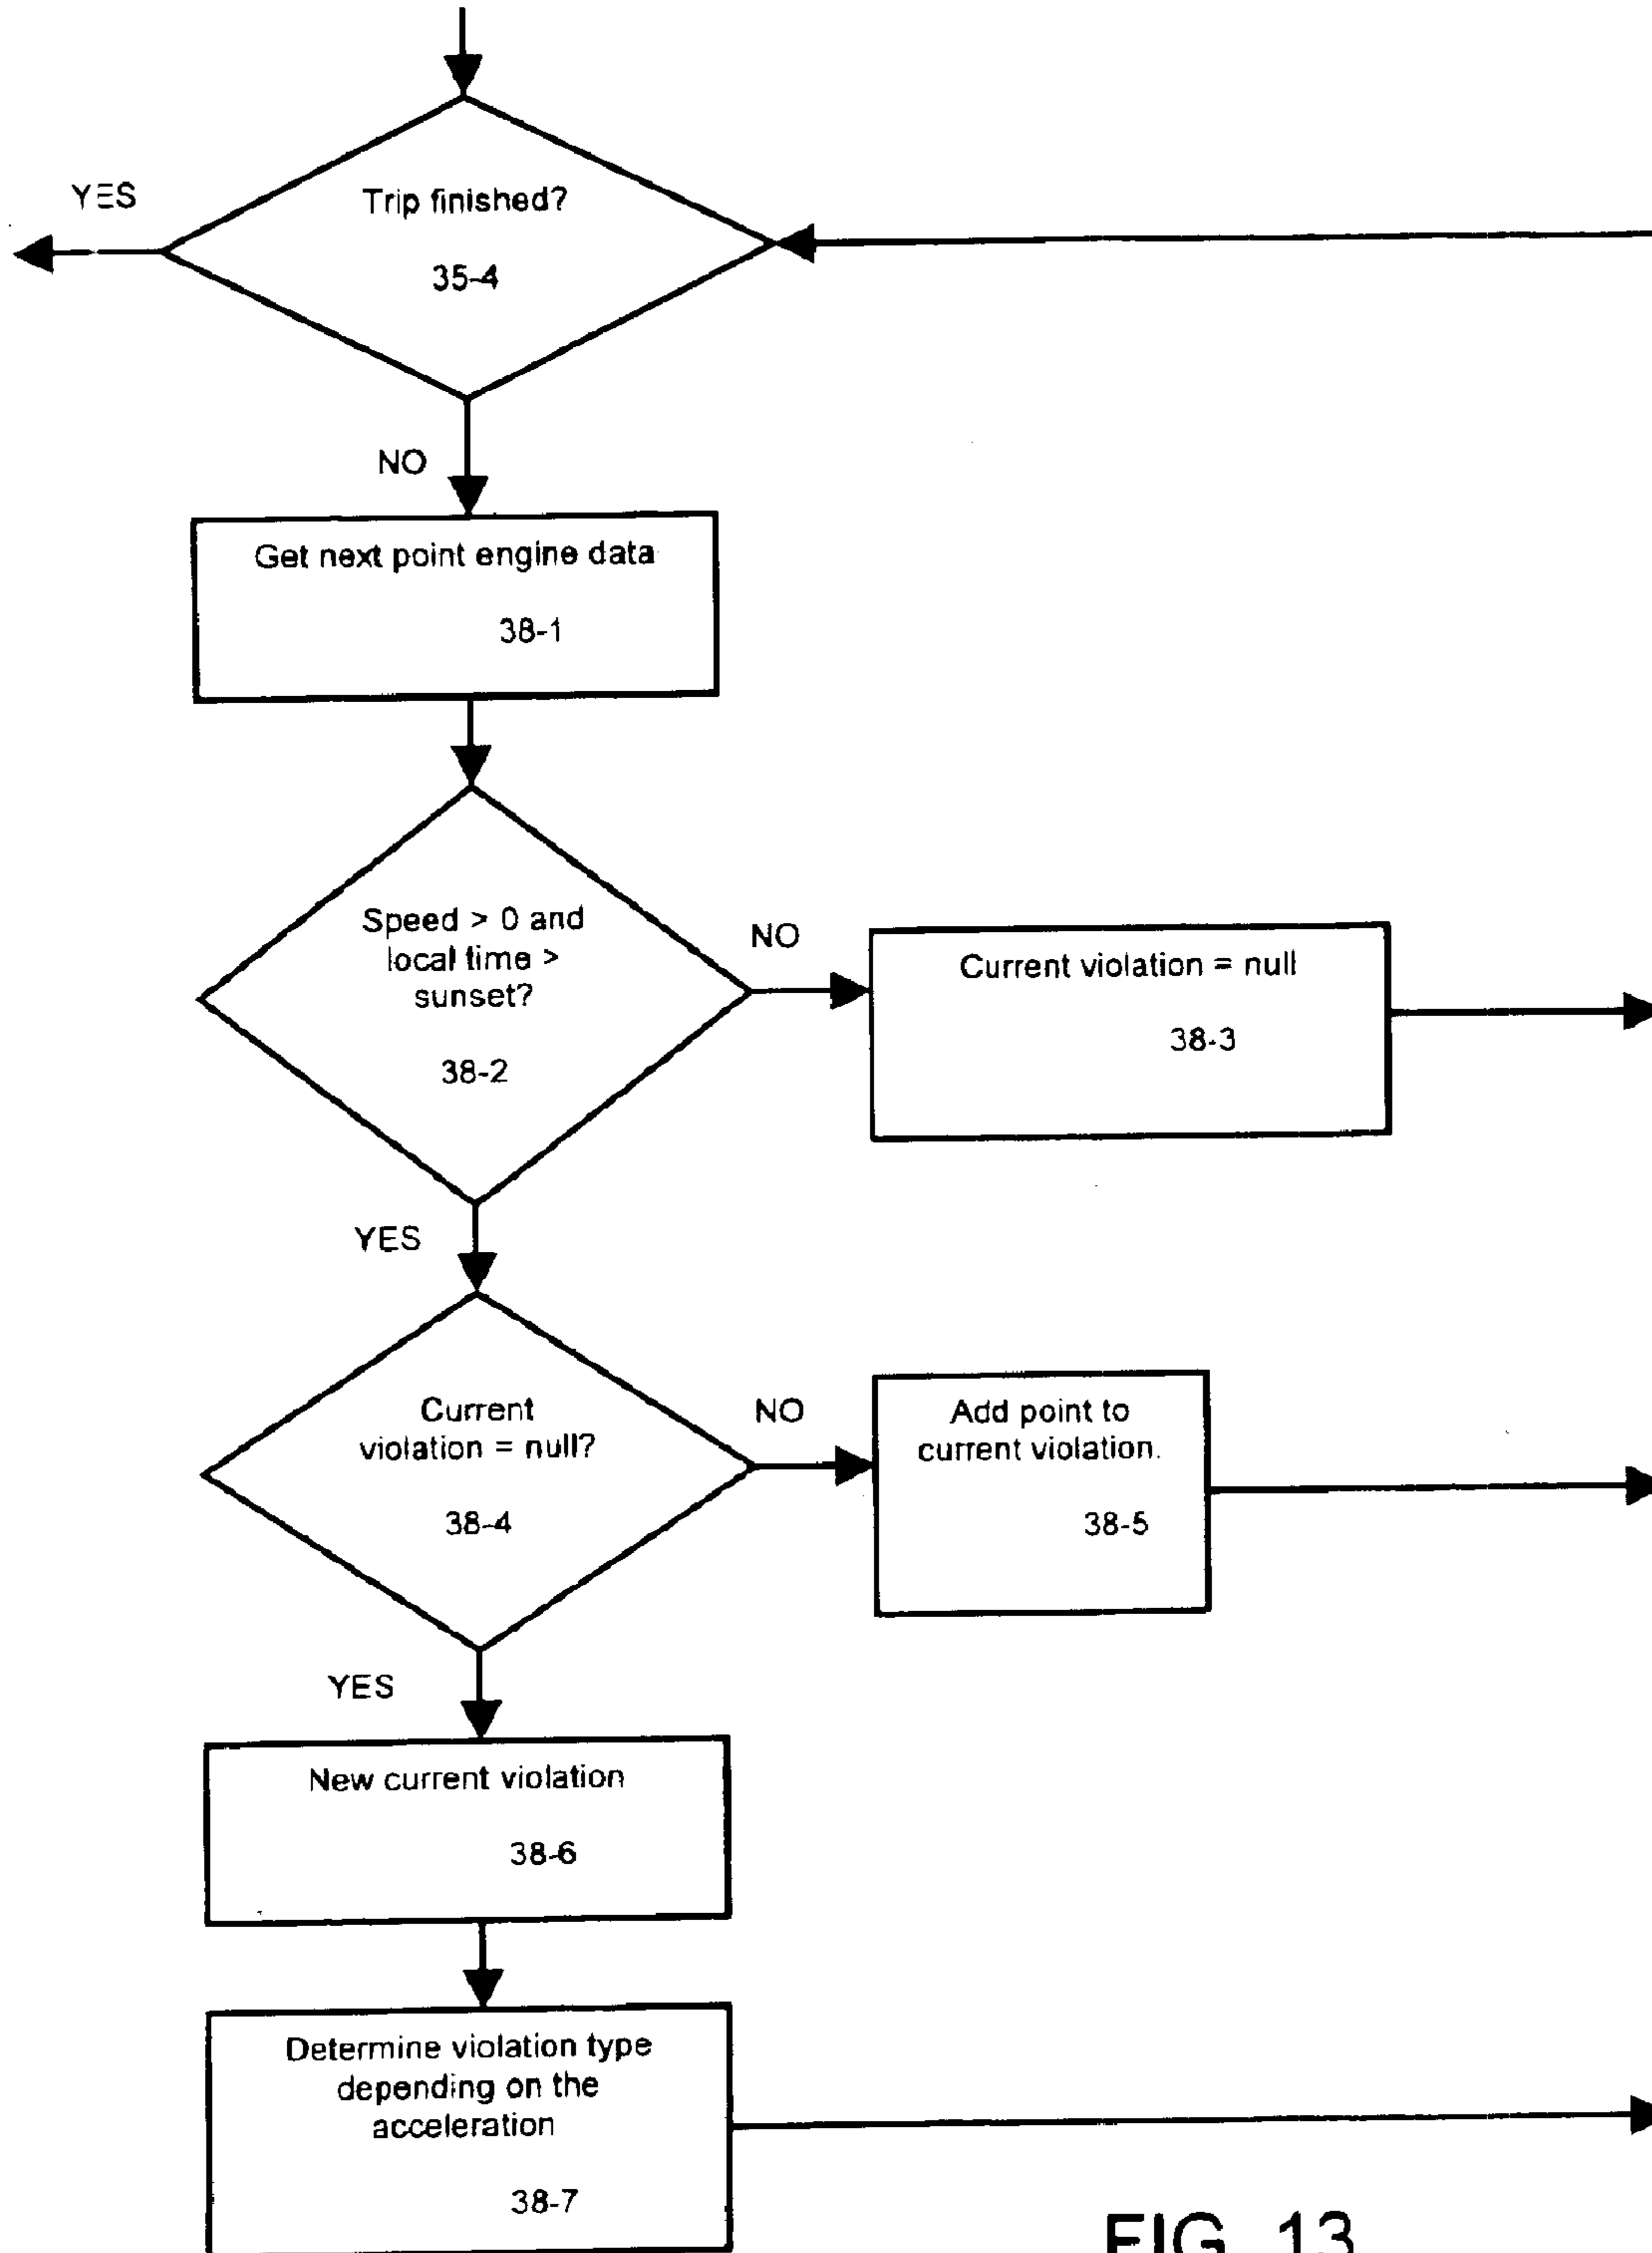 YES
Trip finished?
35-4
NO
Get next point engine data
38-1
Speed > 0 and
local time >
sunset?
38-2
NO
Current violation = null
38-3
YES
Current
violation = null?
38-4
NO
Add point to
current violation.
38-5
YES
New current violation
38-6
Determine violation type
depending on the
acceleration
38-7
FIG. 13